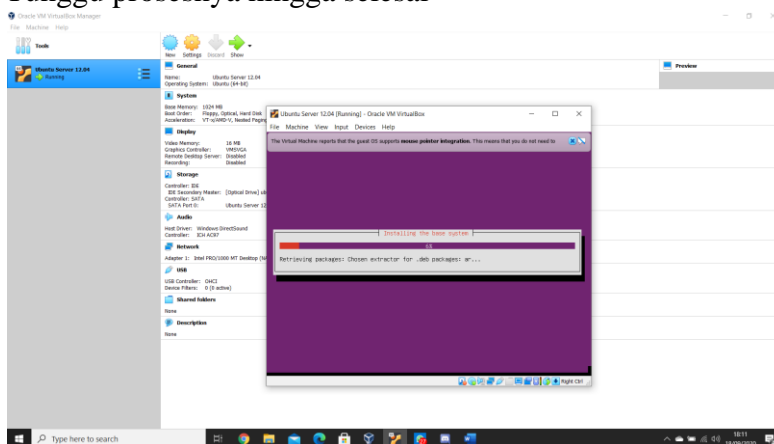 Tunggu prosesnya hingga selesai
Oracle VM VirtualBox Manager
File Machine Help
Tools
New Settings Discard Show
Ubuntu Server 12.04
Running
General
Name: Ubuntu Server 12.04
Operating System: Ubuntu (64-bit)
System
Base Memory: 1024 MB
Boot Order: Floppy, Optical, Hard Disk
Acceleration: VT-x/AMD-V, Nested Paging
Display
Video Memory: 16 MB
Graphics Controller: VMSVGA
Remote Desktop Server: Disabled
Recording: Disabled
Storage
Controller: IDE
IDE Secondary Master: [Optical Drive] ub
Controller: SATA
SATA Port 0: Ubuntu Server 12
Audio
Host Driver: Windows DirectSound
Controller: ICH AC97
Network
Adapter 1: Intel PRO/1000 MT Desktop (N
USB
USB Controller: OHCI
Device Filters: 0 (0 active)
Shared folders
None
Description
None
Preview
Ubuntu Server 12.04 [Running] - Oracle VM VirtualBox
File Machine View Input Devices Help
The Virtual Machine reports that the guest OS supports mouse pointer integration. This means that you do not need to
Installing the base system
6%
Retrieving packages: Chosen extractor for .deb packages: ar...
Right Ctrl
Type here to search
18:11